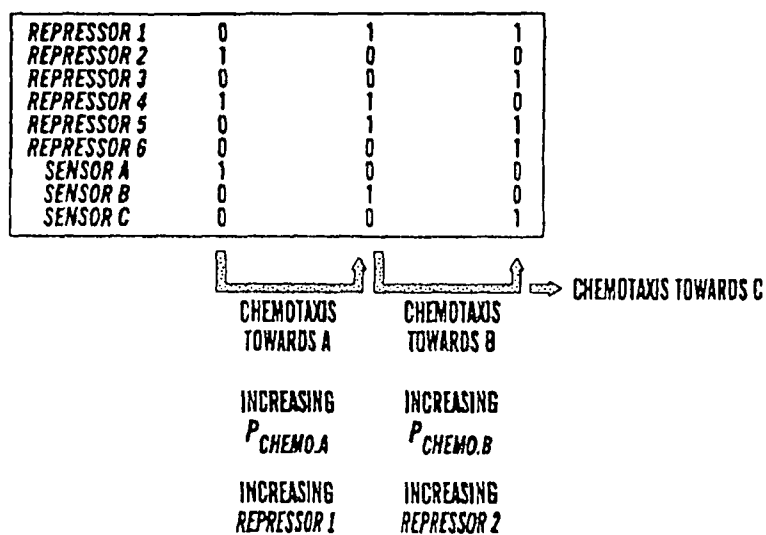 REPRESSOR 1 0 1 1
REPRESSOR 2 1 0 0
REPRESSOR 3 0 0 1
REPRESSOR 4 1 1 0
REPRESSOR 5 0 1 1
REPRESSOR 6 0 0 1
SENSOR A 1 0 0
SENSOR B 0 1 0
SENSOR C 0 0 1
CHEMOTAXIS TOWARDS C
CHEMOTAXIS CHEMOTAXIS
TOWARDS A TOWARDS B
INCREASING INCREASING
P CHEMO.A P CHEMO.B
INCREASING INCREASING
REPRESSOR 1 REPRESSOR 2